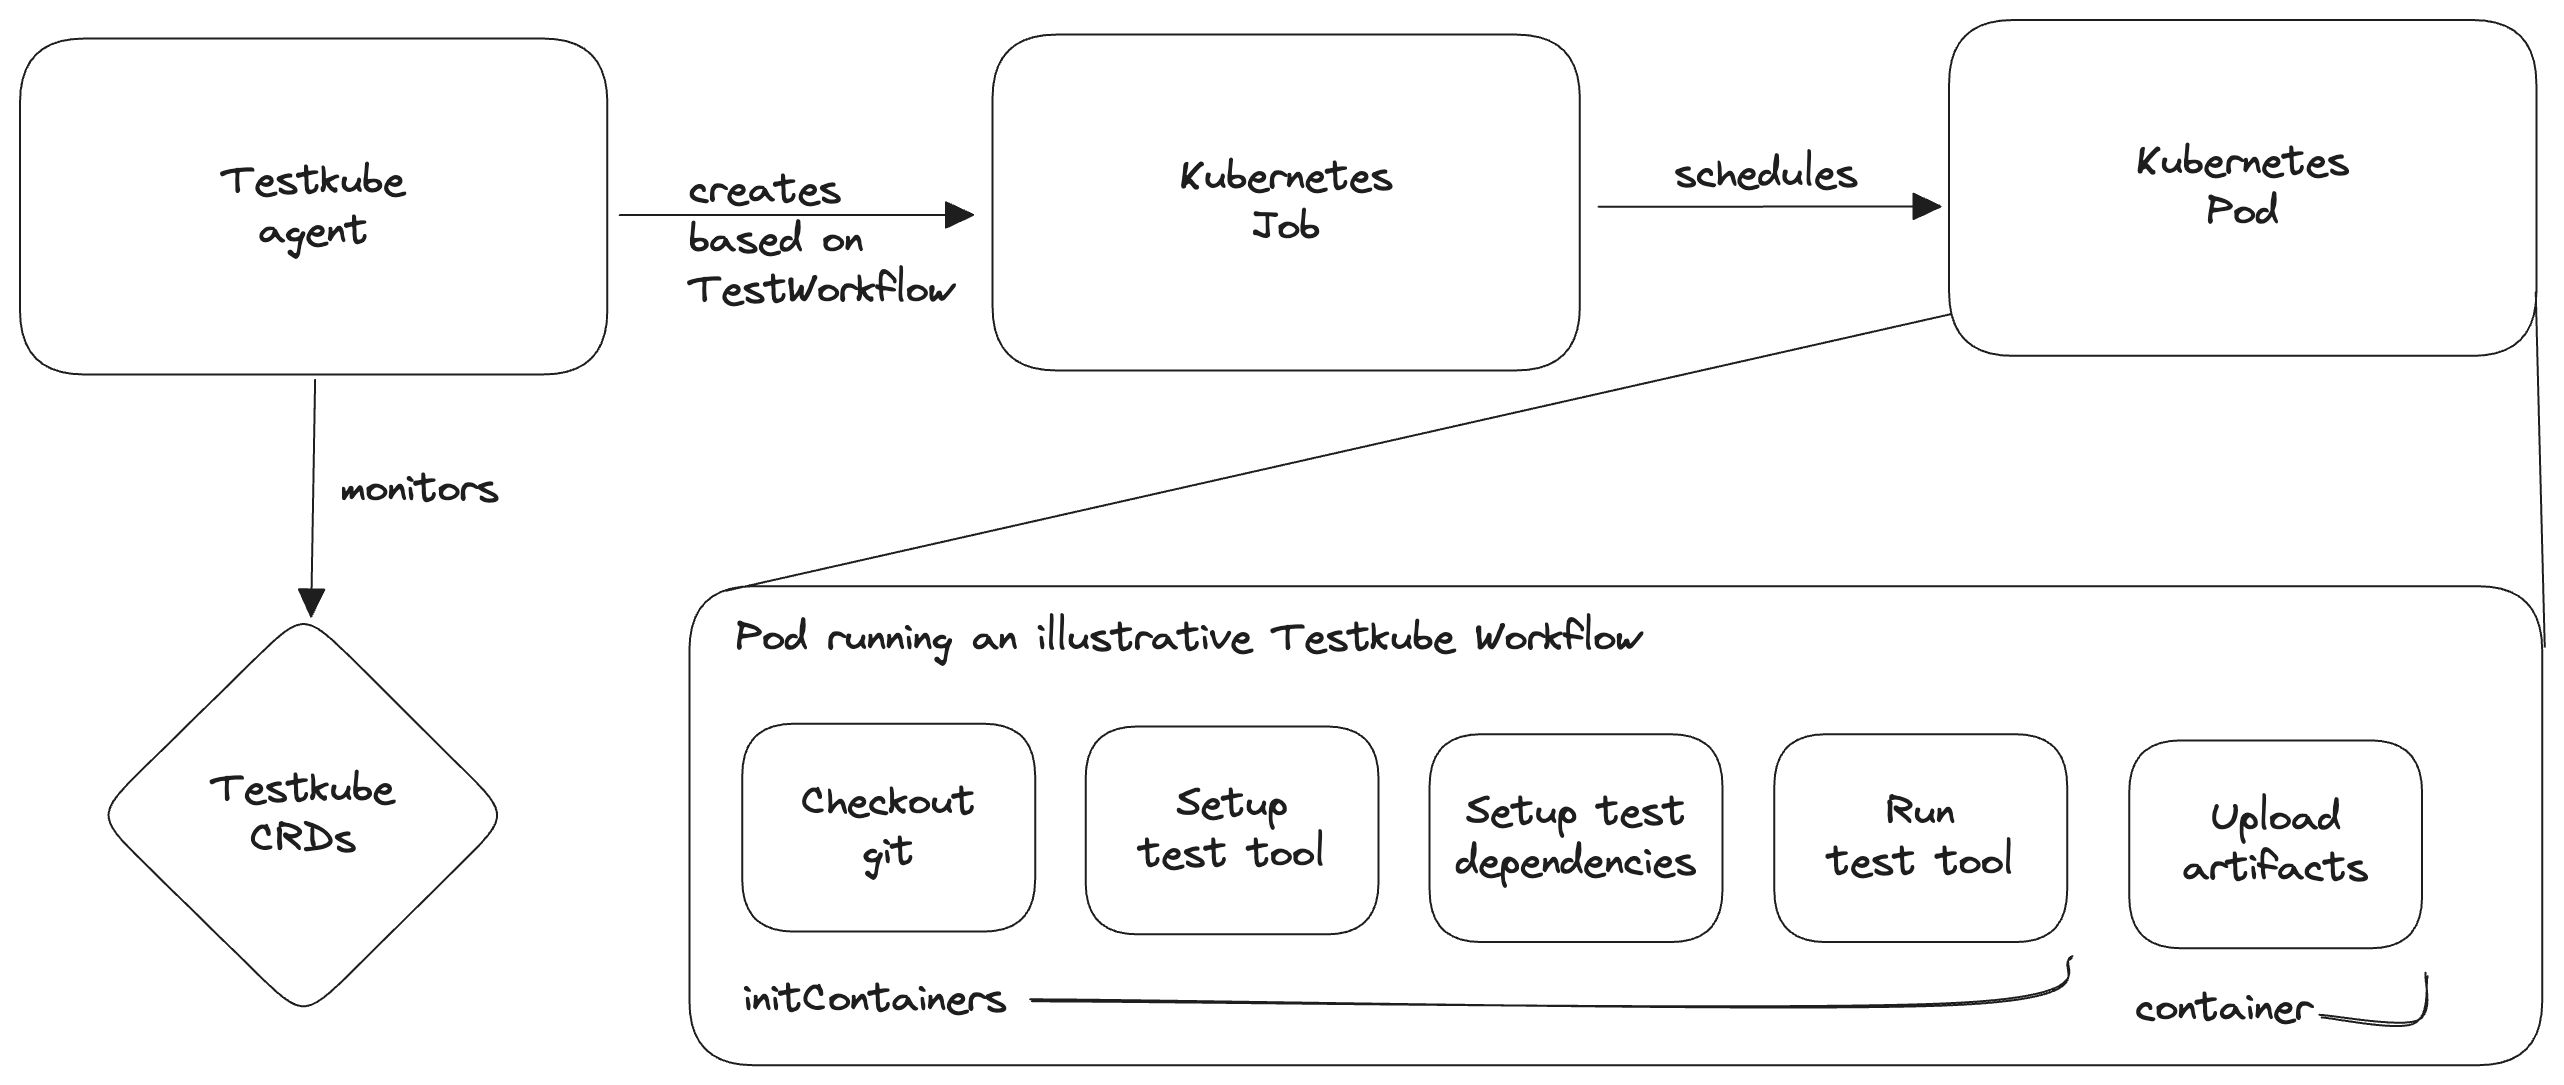 Testkube
agent
creates
based on
TestWorkflow
Kubernetes
Job
schedules
Kubernetes
Pod
monitors
Testkube
CRDs
Pod running an illustrative Testkube Workflow
Checkout
git
Setup
test tool
Setup test
dependencies
Run
test tool
Upload
artifacts
initContainers
container